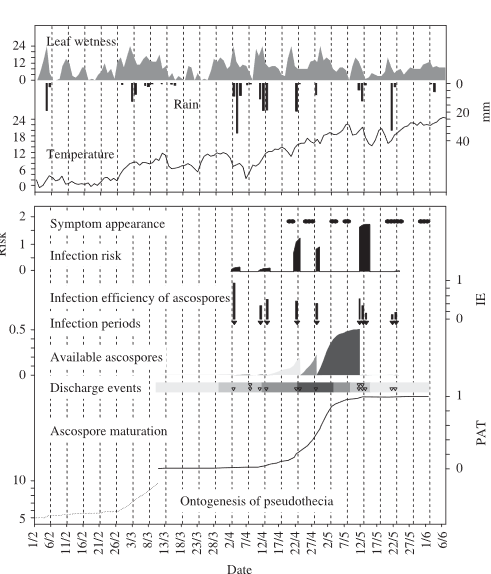 Leaf wetness
24
12
0
Rain
0
20
40
mm
24
18
12
6
0
Temperature
Risk
2
1
0
Symptom appearance
Infection risk
Infection efficiency of ascospores
1
0
IE
Infection periods
0.5
0
Available ascospores
Discharge events
Ascospore maturation
1
0
PAT
10
5
Ontogenesis of pseudothecia
1/2 6/2 11/2 16/2 21/2 26/2 3/3 8/3 13/3 18/3 23/3 28/3 2/4 7/4 12/4 17/4 22/4 27/4 2/5 7/5 12/5 17/5 22/5 27/5 1/6 6/6
Date